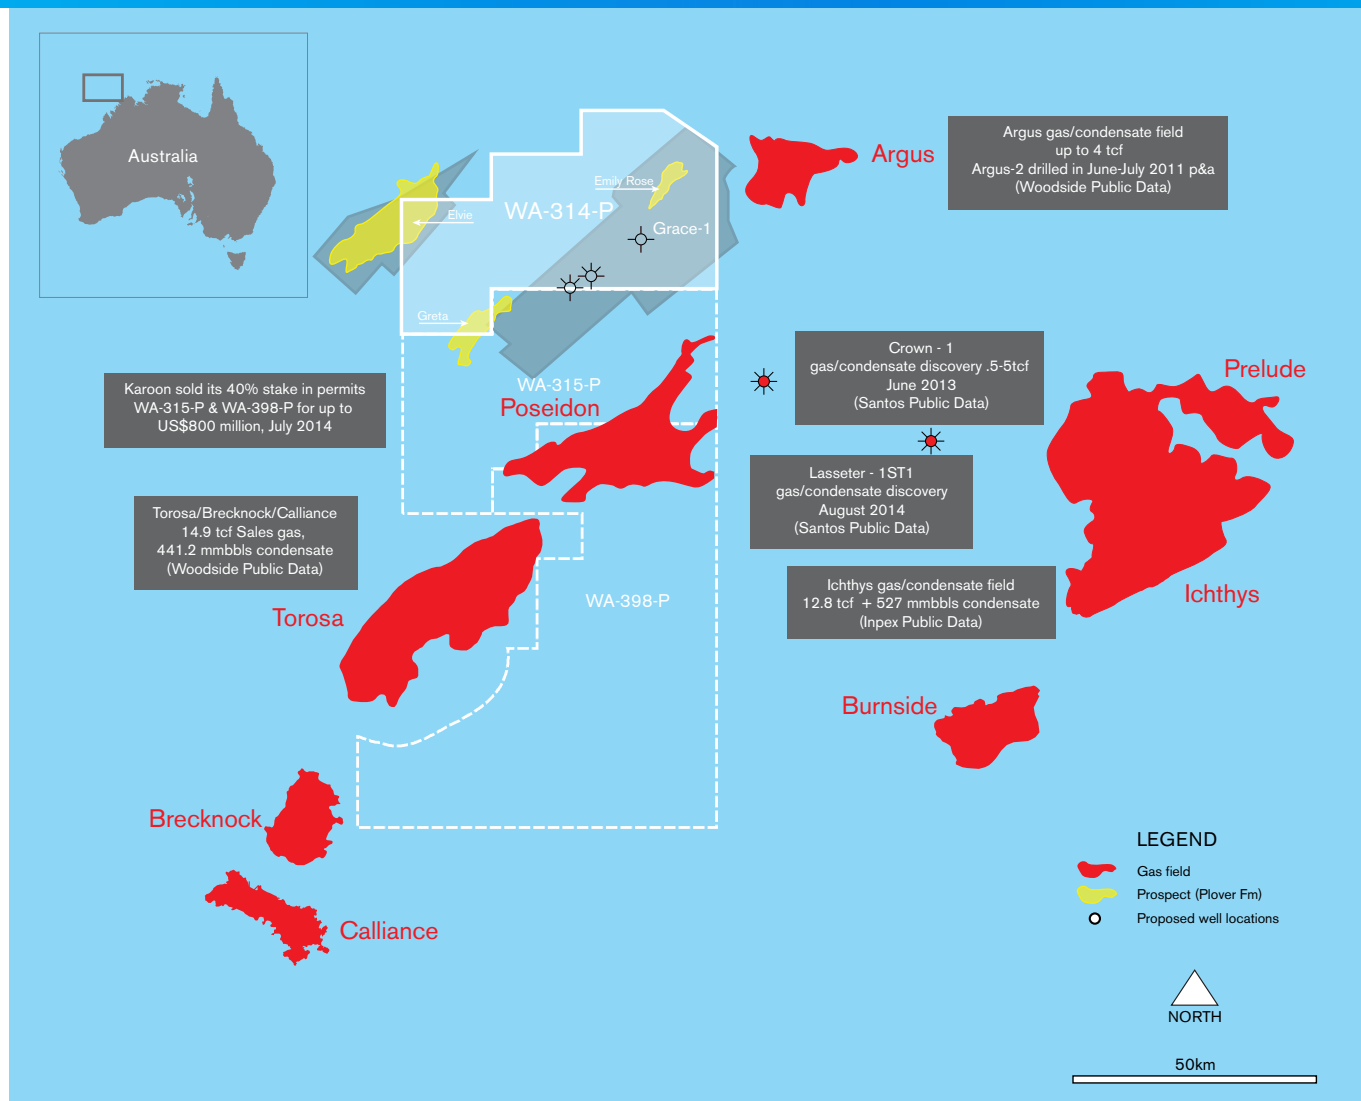 Australia
Argus
Argus gas/condensate field
up to 4 tcf
Argus-2 drilled in June-July 2011 p&a
(Woodside Public Data)
Emily Rose
WA-314-P
Elvie
Grace-1
Greta
Crown - 1
gas/condensate discovery .5-5tcf
June 2013
(Santos Public Data)
Prelude
Karoon sold its 40% stake in permits
WA-315-P & WA-398-P for up to
US$800 million, July 2014
WA-315-P
Poseidon
Lasseter - 1ST1
gas/condensate discovery
August 2014
(Santos Public Data)
Torosa/Brecknock/Calliance
14.9 tcf Sales gas,
441.2 mmbbls condensate
(Woodside Public Data)
Ichthys gas/condensate field
12.8 tcf + 527 mmbbls condensate
(Inpex Public Data)
Ichthys
WA-398-P
Torosa
Burnside
Brecknock
Calliance
LEGEND
Gas field
Prospect (Plover Fm)
Proposed well locations
NORTH
50km